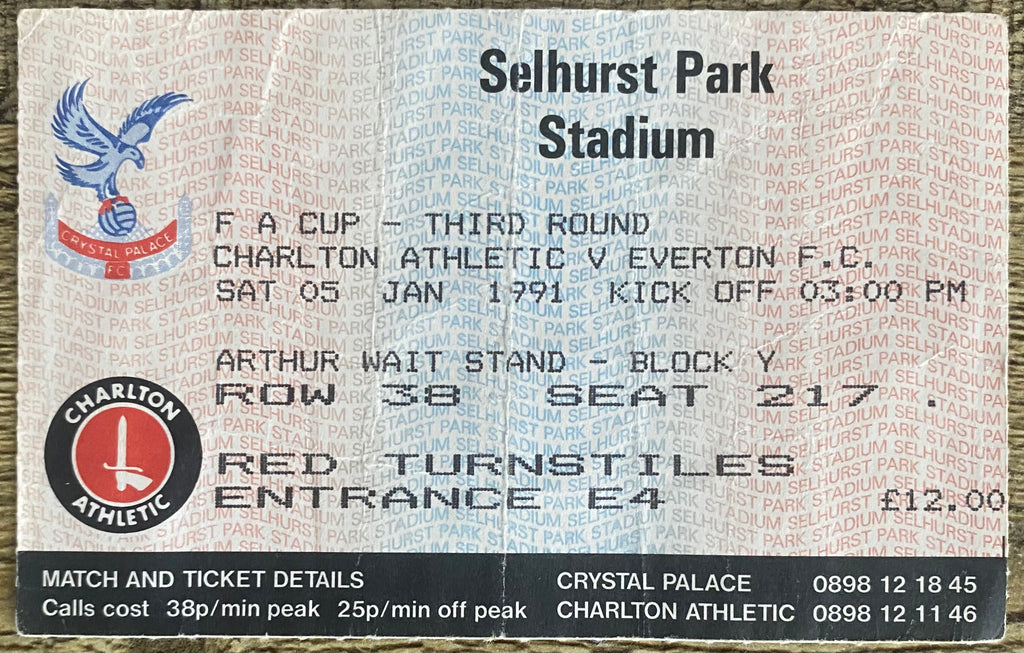 Selhurst Park
Stadium
CRYSTAL PALACE
FC
F A CUP - THIRD ROUND
CHARLTON ATHLETIC V EVERTON F.C.
SAT 05 JAN 1991 KICK OFF 03:00 PM
ARTHUR WAIT STAND - BLOCK Y
ROW 38 SEAT 217 .
CHARLTON
ATHLETIC
RED TURNSTILES
ENTRANCE E4 £12.00
MATCH AND TICKET DETAILS CRYSTAL PALACE 0898 12 18 45
Calls cost 38p/min peak 25p/min off peak CHARLTON ATHLETIC 0898 12 11 46